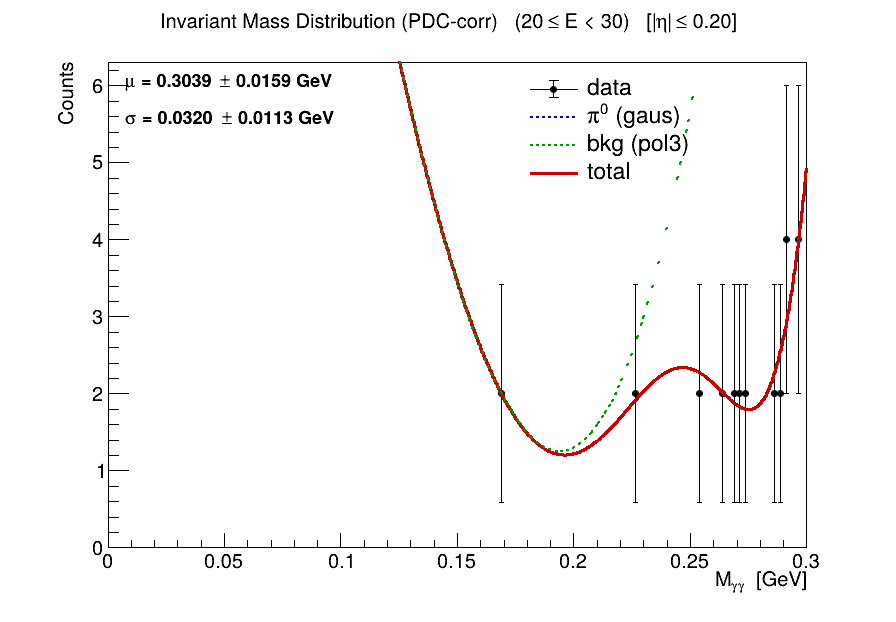 Invariant Mass Distribution (PDC-corr) (20 ≤ E < 30) [|η| ≤ 0.20]
Counts
μ = 0.3039 ± 0.0159 GeV
σ = 0.0320 ± 0.0113 GeV
data
π⁰ (gaus)
bkg (pol3)
total
6
5
4
3
2
1
0
0 0.05 0.1 0.15 0.2 0.25 0.3
M_γγ [GeV]